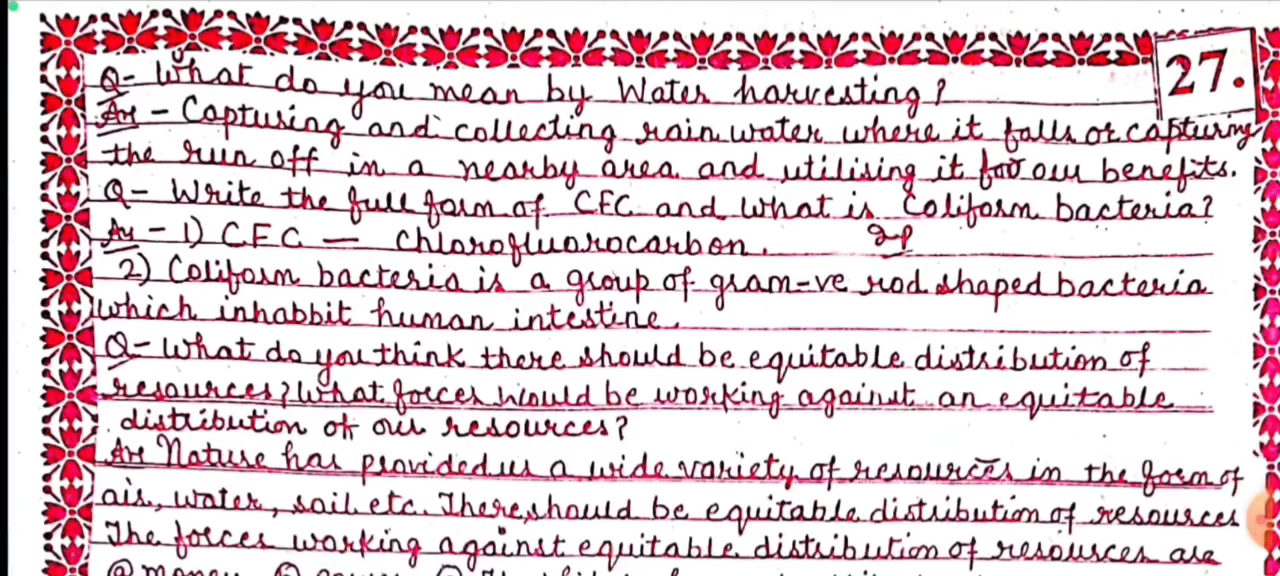 27.
Q- What do you mean by Water harvesting?
Ans - Capturing and collecting rain water where it falls or capturing
the run off in a nearby area and utilising it for our benefits.
Q- Write the full form of CFC and what is Coliform bacteria?
Ans - 1) CFC — Chlorofluorocarbon.
2) Coliform bacteria is a group of gram-ve rod shaped bacteria
which inhabbit human intestine.
Q- What do you think there should be equitable distribution of
resources? What forces would be working against an equitable
distribution of our resources?
Ans Nature has provided us a wide variety of resources in the form of
air, water, soil etc. There should be equitable distribution of resources
The forces working against equitable distribution of resources are